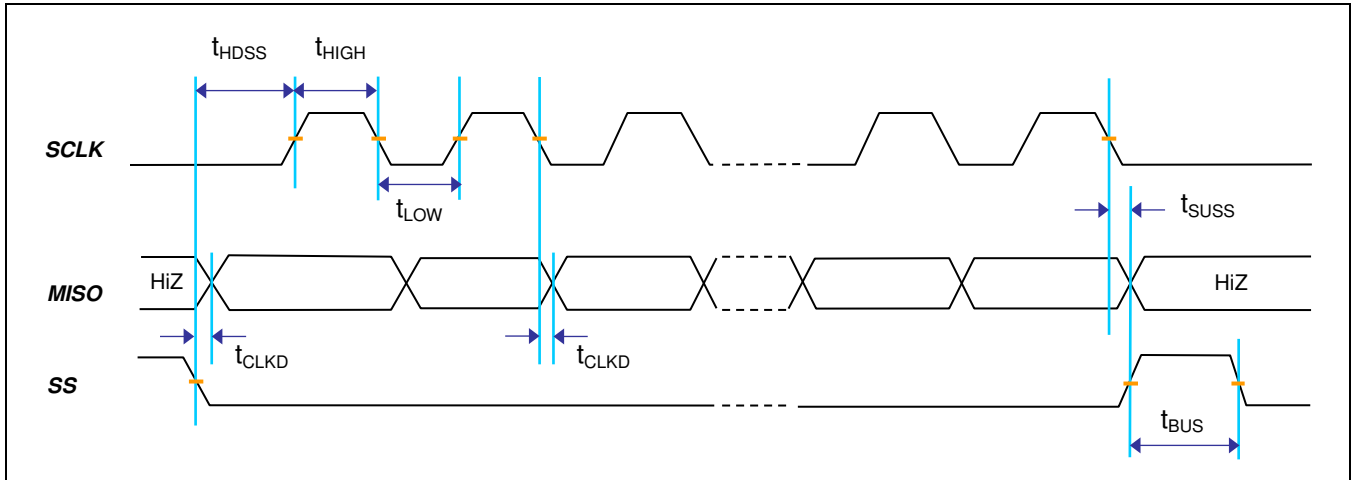 tHDSS tHIGH
SCLK
tLOW
tSUSS
HiZ HiZ
MISO
tCLKD tCLKD
SS
tBUS